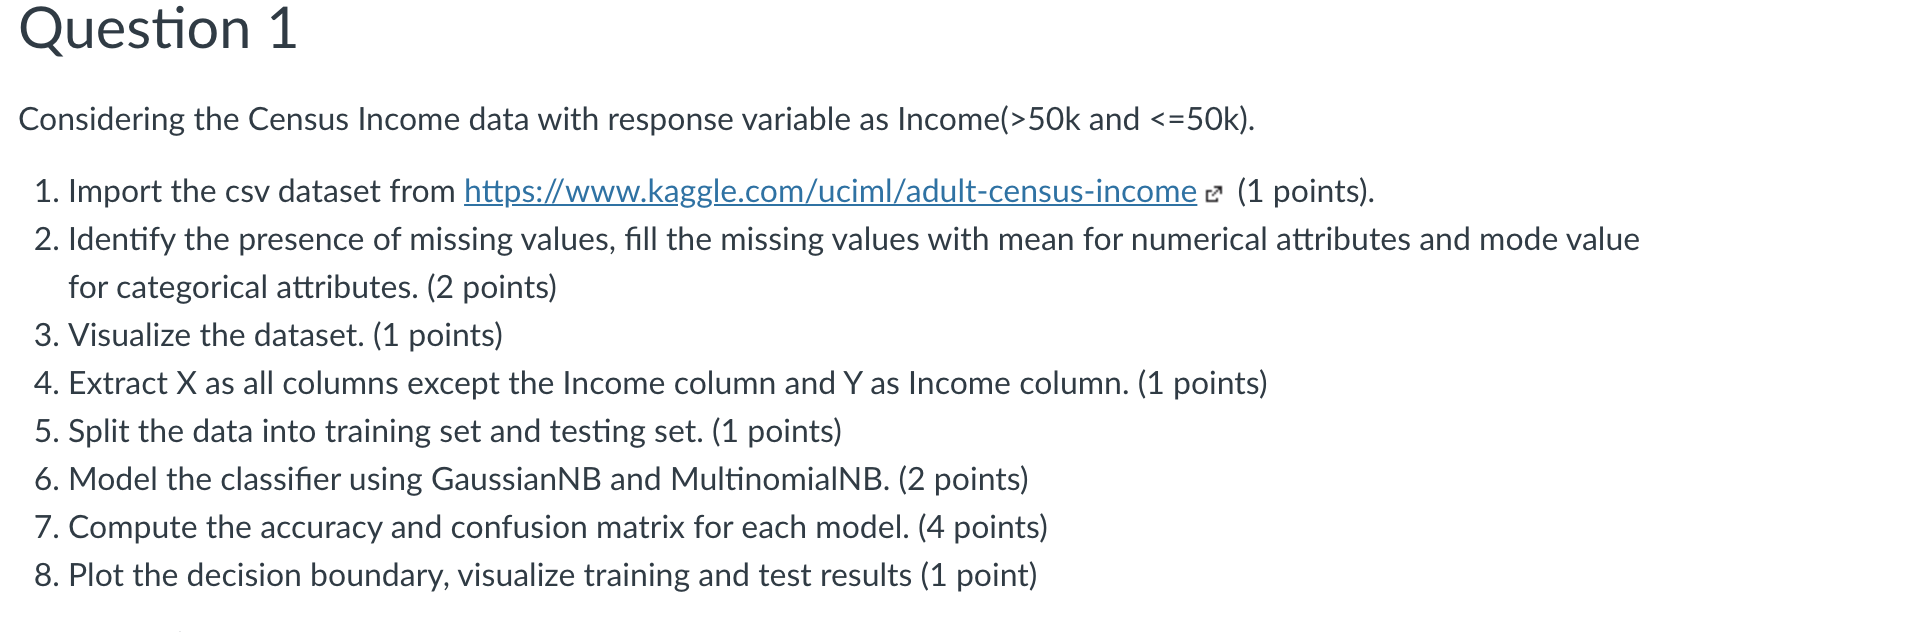 Question 1
Considering the Census Income data with response variable as Income(>50k and <=50k).
1. Import the csv dataset from https://www.kaggle.com/uciml/adult-census-income (1 points).
2. Identify the presence of missing values, fill the missing values with mean for numerical attributes and mode value
for categorical attributes. (2 points)
3. Visualize the dataset. (1 points)
4. Extract X as all columns except the Income column and Y as Income column. (1 points)
5. Split the data into training set and testing set. (1 points)
6. Model the classifier using GaussianNB and MultinomialNB. (2 points)
7. Compute the accuracy and confusion matrix for each model. (4 points)
8. Plot the decision boundary, visualize training and test results (1 point)